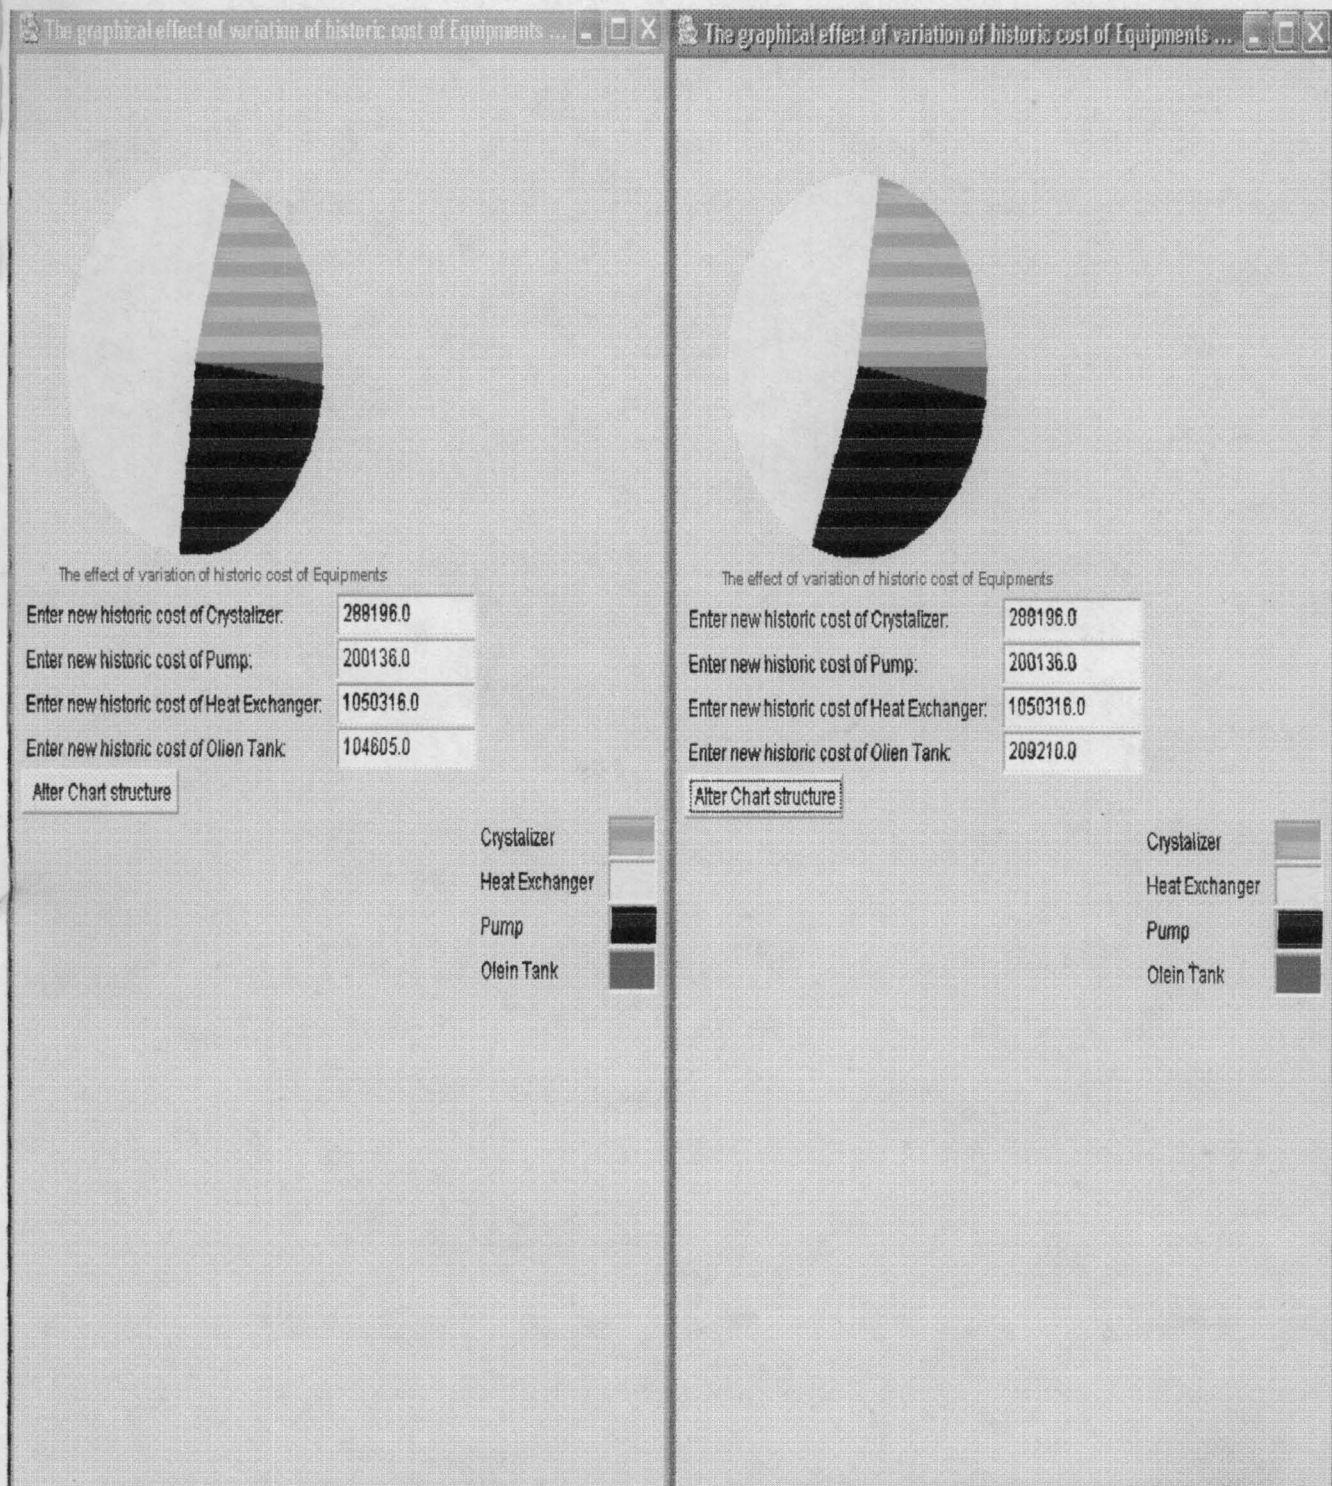 The graphical effect of variation of historic cost of Equipments ...
The effect of variation of historic cost of Equipments
Enter new historic cost of Crystalizer: 288196.0
Enter new historic cost of Pump: 200136.0
Enter new historic cost of Heat Exchanger: 1050316.0
Enter new historic cost of Olien Tank: 104605.0
Alter Chart structure
Crystalizer
Heat Exchanger
Pump
Olein Tank
The graphical effect of variation of historic cost of Equipments ...
The effect of variation of historic cost of Equipments
Enter new historic cost of Crystalizer: 288196.0
Enter new historic cost of Pump: 200136.0
Enter new historic cost of Heat Exchanger: 1050316.0
Enter new historic cost of Olien Tank: 209210.0
Alter Chart structure
Crystalizer
Heat Exchanger
Pump
Olein Tank